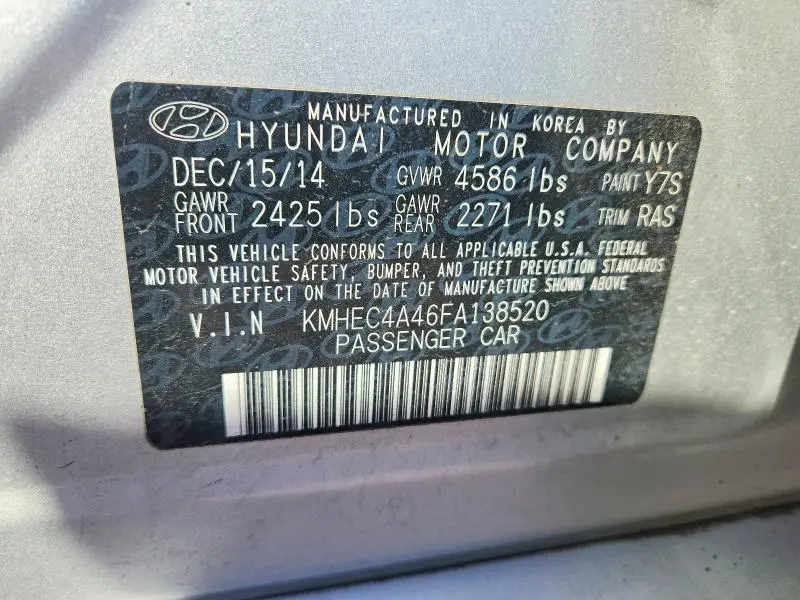 MANUFACTURED IN KOREA BY
HYUNDAI MOTOR COMPANY
DEC/15/14 GVWR 4586 lbs PAINT Y7S
GAWR FRONT 2425 lbs GAWR REAR 2271 lbs TRIM RAS
THIS VEHICLE CONFORMS TO ALL APPLICABLE U.S.A. FEDERAL
MOTOR VEHICLE SAFETY, BUMPER, AND THEFT PREVENTION STANDARDS
IN EFFECT ON THE DATE OF MANUFACTURE SHOWN ABOVE
V.I.N KMHEC4A46FA138520
PASSENGER CAR